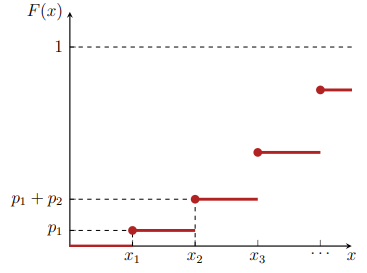 F(x)
1
p₁ + p₂
p₁
x₁ x₂ x₃ ⋯ x